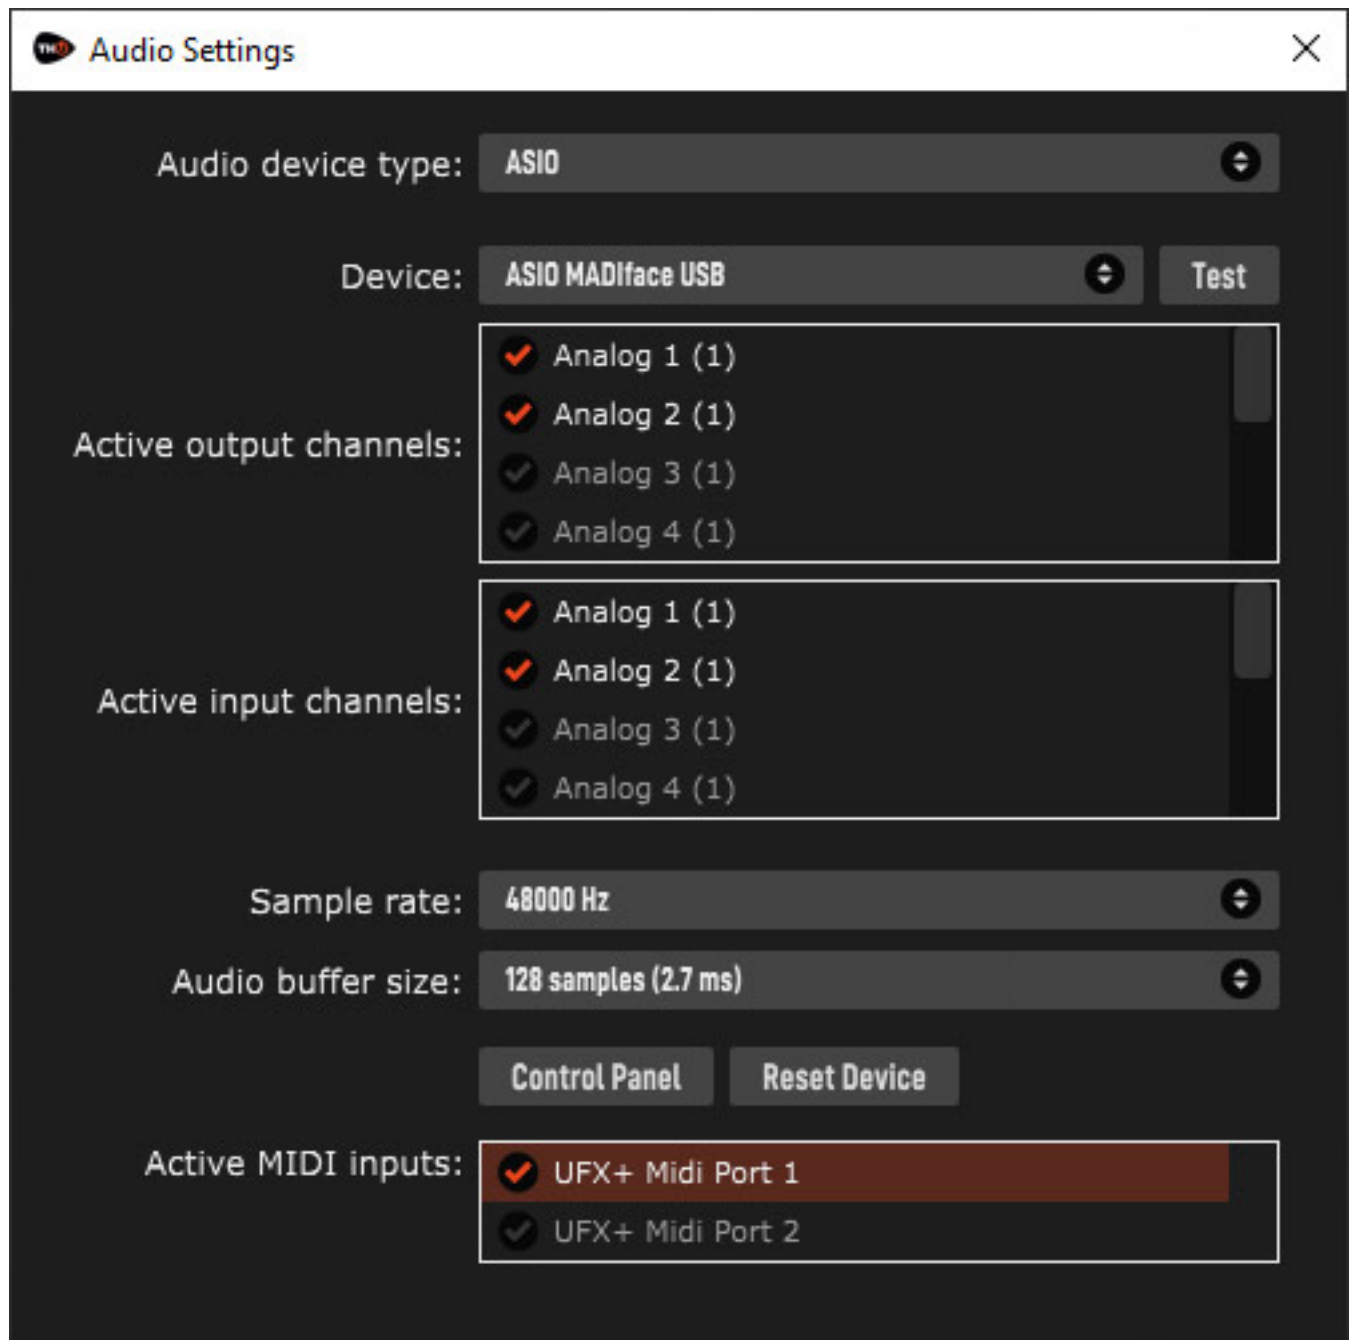 THU Audio Settings
Audio device type: ASIO
Device: ASIO MADIface USB Test
Active output channels:
Analog 1 (1)
Analog 2 (1)
Analog 3 (1)
Analog 4 (1)
Active input channels:
Analog 1 (1)
Analog 2 (1)
Analog 3 (1)
Analog 4 (1)
Sample rate: 48000 Hz
Audio buffer size: 128 samples (2.7 ms)
Control Panel Reset Device
Active MIDI inputs: UFX+ Midi Port 1
UFX+ Midi Port 2